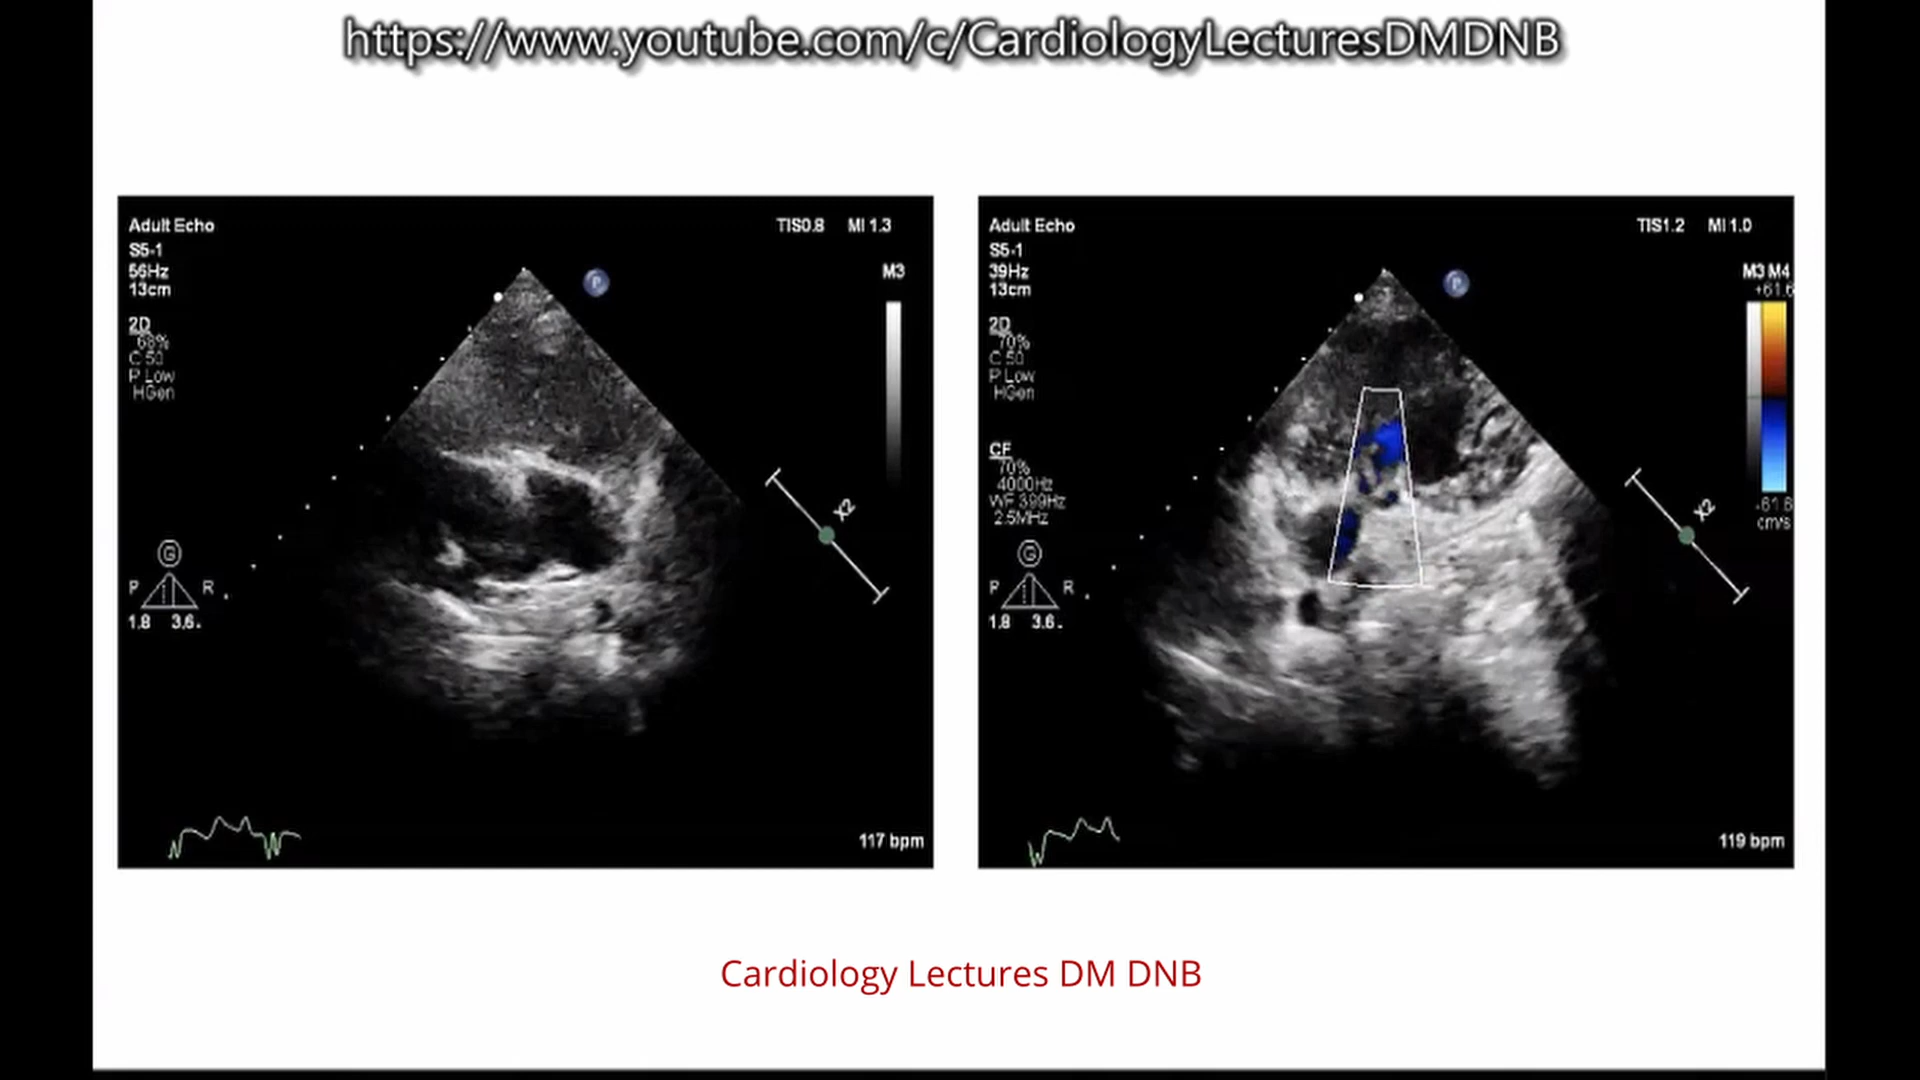 https://www.youtube.com/c/CardiologyLecturesDMDNB
Adult Echo
TIS0.8 MI 1.3
S5-1
56Hz
13cm
M3
2D
68%
C 50
P Low
HGen
P
G
P R
1.8 3.6
x2
117 bpm
Adult Echo
TIS1.2 MI 1.0
S5-1
39Hz
13cm
M3 M4
+61.6
2D
70%
C 50
P Low
HGen
CF
70%
4000Hz
WF 399Hz
2.5MHz
P
-61.6
cm/s
G
P R
1.8 3.6
x2
119 bpm
Cardiology Lectures DM DNB